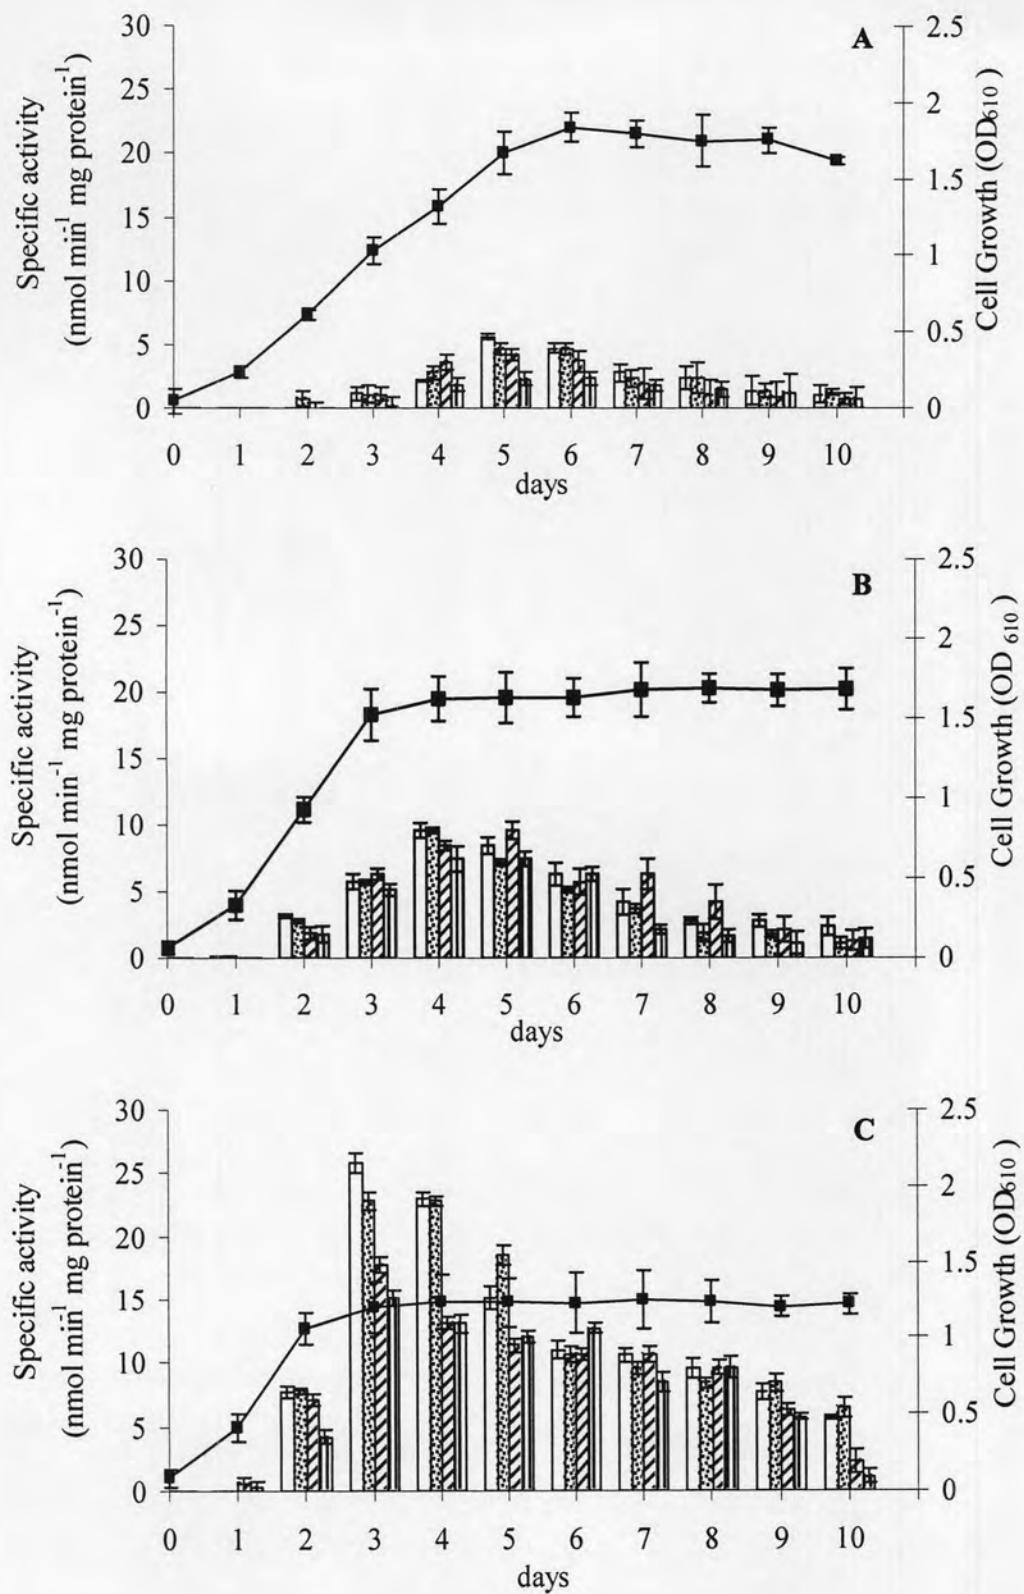 A
Specific activity
(nmol min⁻¹ mg protein⁻¹)
30
25
20
15
10
5
0
2.5
2
1.5
1
0.5
0
Cell Growth (OD610)
0 1 2 3 4 5 6 7 8 9 10
days
B
Specific activity
(nmol min⁻¹ mg protein⁻¹)
30
25
20
15
10
5
0
2.5
2
1.5
1
0.5
0
Cell Growth (OD 610)
0 1 2 3 4 5 6 7 8 9 10
days
C
Specific activity
(nmol min⁻¹ mg protein⁻¹)
30
25
20
15
10
5
0
2.5
2
1.5
1
0.5
0
Cell Growth (OD610)
0 1 2 3 4 5 6 7 8 9 10
days